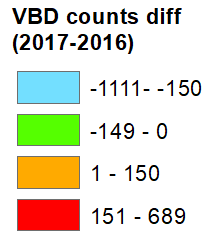 VBD counts diff
(2017-2016)
-1111- -150
-149 - 0
1 - 150
151 - 689